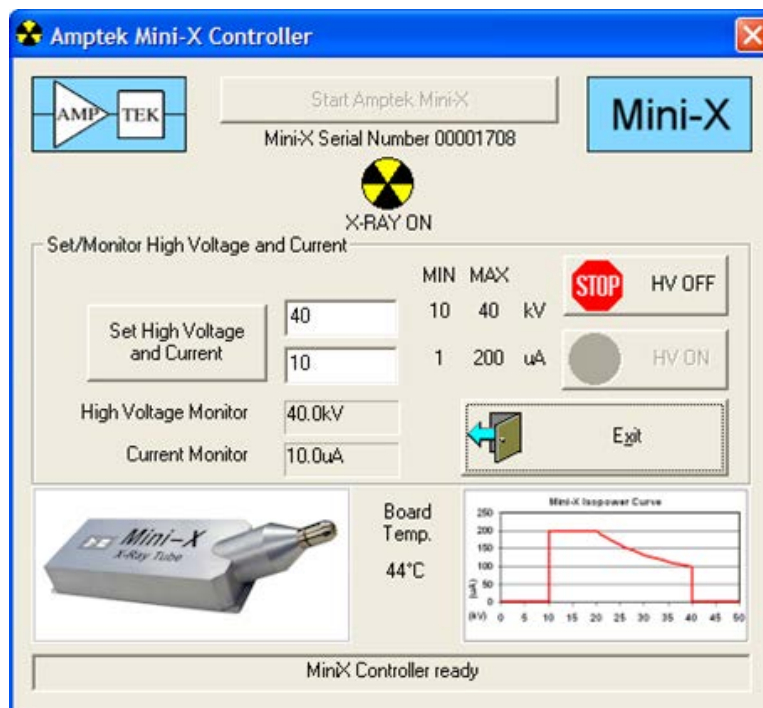 Amptek Mini-X Controller
AMP TEK
Start Amptek Mini-X
Mini-X
Mini-X Serial Number 00001708
X-RAY ON
Set/Monitor High Voltage and Current
MIN MAX
STOP HV OFF
Set High Voltage
and Current
40
10 40 kV
10
1 200 uA
HV ON
High Voltage Monitor 40.0kV
Current Monitor 10.0uA
Exit
Mini-X
X-Ray Tube
Board
Temp.
44°C
Mini-X Isopower Curve
250
200
150
100
50
0
(uA)
(kV) 0 5 10 15 20 25 30 35 40 45 50
MiniX Controller ready